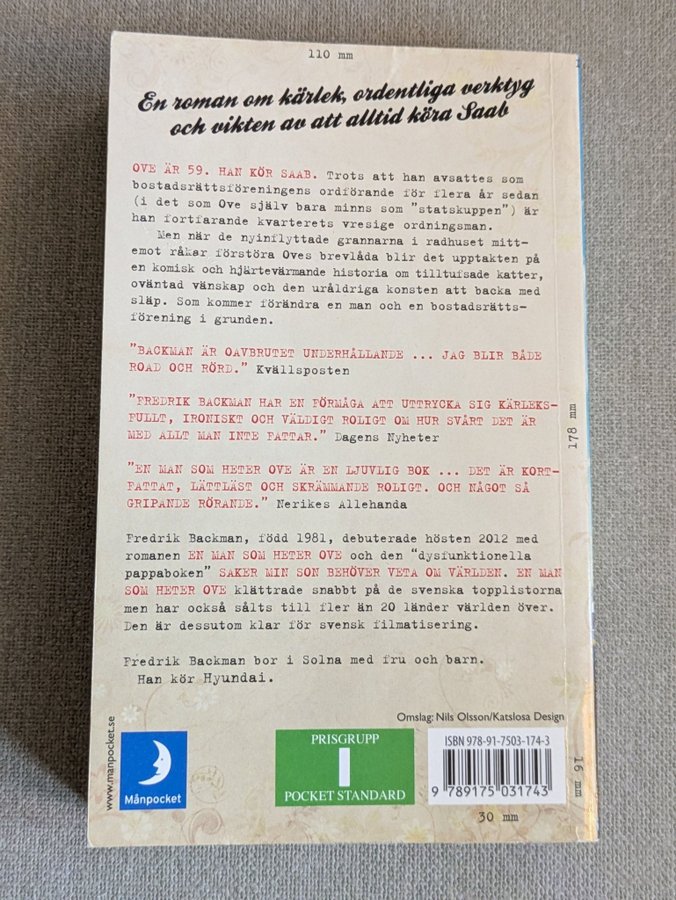 110 mm
En roman om kärlek, ordentliga verktyg
och vikten av att alltid köra Saab
OVE ÄR 59. HAN KÖR SAAB. Trots att han avsattes som
bostadsrättsföreningens ordförande för flera år sedan
(i det som Ove själv bara minns som "statskuppen") är
han fortfarande kvarterets vresige ordningsman.
Men när de nyinflyttade grannarna i radhuset mitt-
emot råkar förstöra Oves brevlåda blir det upptakten på
en komisk och hjärtevärmande historia om tilltufsade katter,
oväntad vänskap och den uråldriga konsten att backa med
släp. Som kommer förändra en man och en bostadsrätts-
förening i grunden.
"BACKMAN ÄR OAVBRUTET UNDERHÅLLANDE ... JAG BLIR BÅDE
ROAD OCH RÖRD." Kvällsposten
"FREDRIK BACKMAN HAR EN FÖRMÅGA ATT UTTRYCKA SIG KÄRLEKS-
FULLT, IRONISKT OCH VÄLDIGT ROLIGT OM HUR SVÅRT DET ÄR
MED ALLT MAN INTE FATTAR." Dagens Nyheter
178 mm
"EN MAN SOM HETER OVE ÄR EN LJUVLIG BOK ... DET ÄR KORT-
FATTAT, LÄTTLÄST OCH SKRÄMMANDE ROLIGT. OCH NÅGOT SÅ
GRIPANDE RÖRANDE." Nerikes Allehanda
Fredrik Backman, född 1981, debuterade hösten 2012 med
romanen EN MAN SOM HETER OVE och den "dysfunktionella
pappaboken" SAKER MIN SON BEHÖVER VETA OM VÄRLDEN. EN MAN
SOM HETER OVE klättrade snabbt på de svenska topplistorna
men har också sålts till fler än 20 länder världen över.
Den är dessutom klar för svensk filmatisering.
Fredrik Backman bor i Solna med fru och barn.
Han kör Hyundai.
Omslag: Nils Olsson/Katslosa Design
www.manpocket.se
Månpocket
PRISGRUPP
1
POCKET STANDARD
ISBN 978-91-7503-174-3
9 789175 031743
16 mm
30 mm